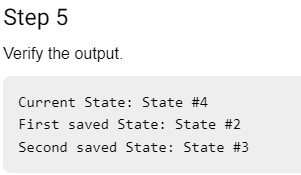 Step 5
Verify the output.
Current State: State #4
First saved State: State #2
Second saved State: State #3